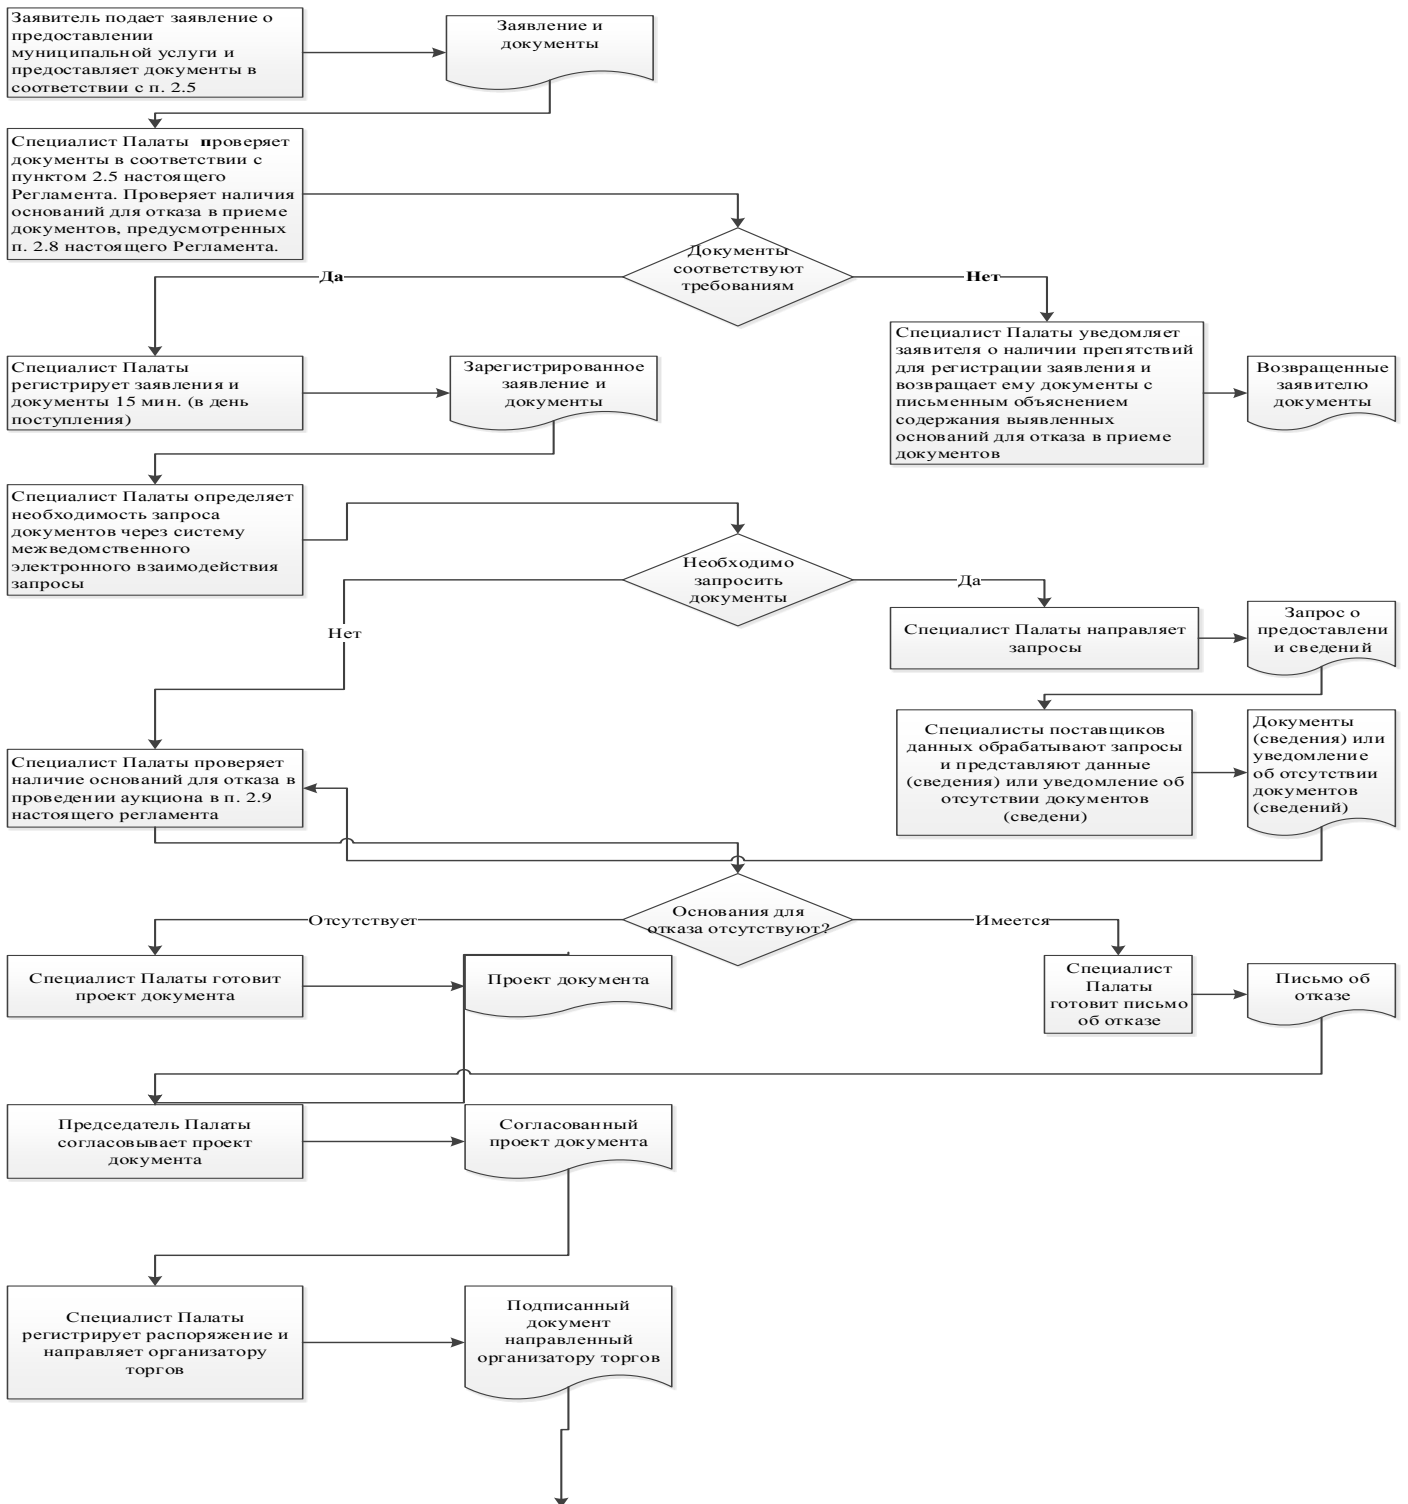 Заявитель подает заявление о
предоставлении
муниципальной услуги и
предоставляет документы в
соответствии с п. 2.5
Заявление и
документы
Специалист Палаты проверяет
документы в соответствии с
пунктом 2.5 настоящего
Регламента. Проверяет наличия
оснований для отказа в приеме
документов, предусмотренных
п. 2.8 настоящего Регламента.
Документы
соответствуют
требованиям
Да
Нет
Специалист Палаты
регистрирует заявления и
документы 15 мин. (в день
поступления)
Зарегистрированное
заявление и
документы
Специалист Палаты уведомляет
заявителя о наличии препятствий
для регистрации заявления и
возвращает ему документы с
письменным объяснением
содержания выявленных
оснований для отказа в приеме
документов
Возвращенные
заявителю
документы
Специалист Палаты определяет
необходимость запроса
документов через систему
межведомственного
электронного взаимодействия
запросы
Необходимо
запросить
документы
Да
Нет
Специалист Палаты направляет
запросы
Запрос о
предоставлени
и сведений
Специалисты поставщиков
данных обрабатывают запросы
и представляют данные
(сведения) или уведомление об
отсутствии документов
(сведени)
Документы
(сведения) или
уведомление
об отсутствии
документов
(сведений)
Специалист Палаты проверяет
наличие оснований для отказа в
проведении аукциона в п. 2.9
настоящего регламента
Основания для
отказа отсутствуют?
Отсутствует
Имеется
Специалист Палаты готовит
проект документа
Проект документа
Специалист
Палаты
готовит письмо
об отказе
Письмо об
отказе
Председатель Палаты
согласовывает проект
документа
Согласованный
проект документа
Специалист Палаты
регистрирует распоряжение и
направляет организатору
торгов
Подписанный
документ
направленный
организатору торгов